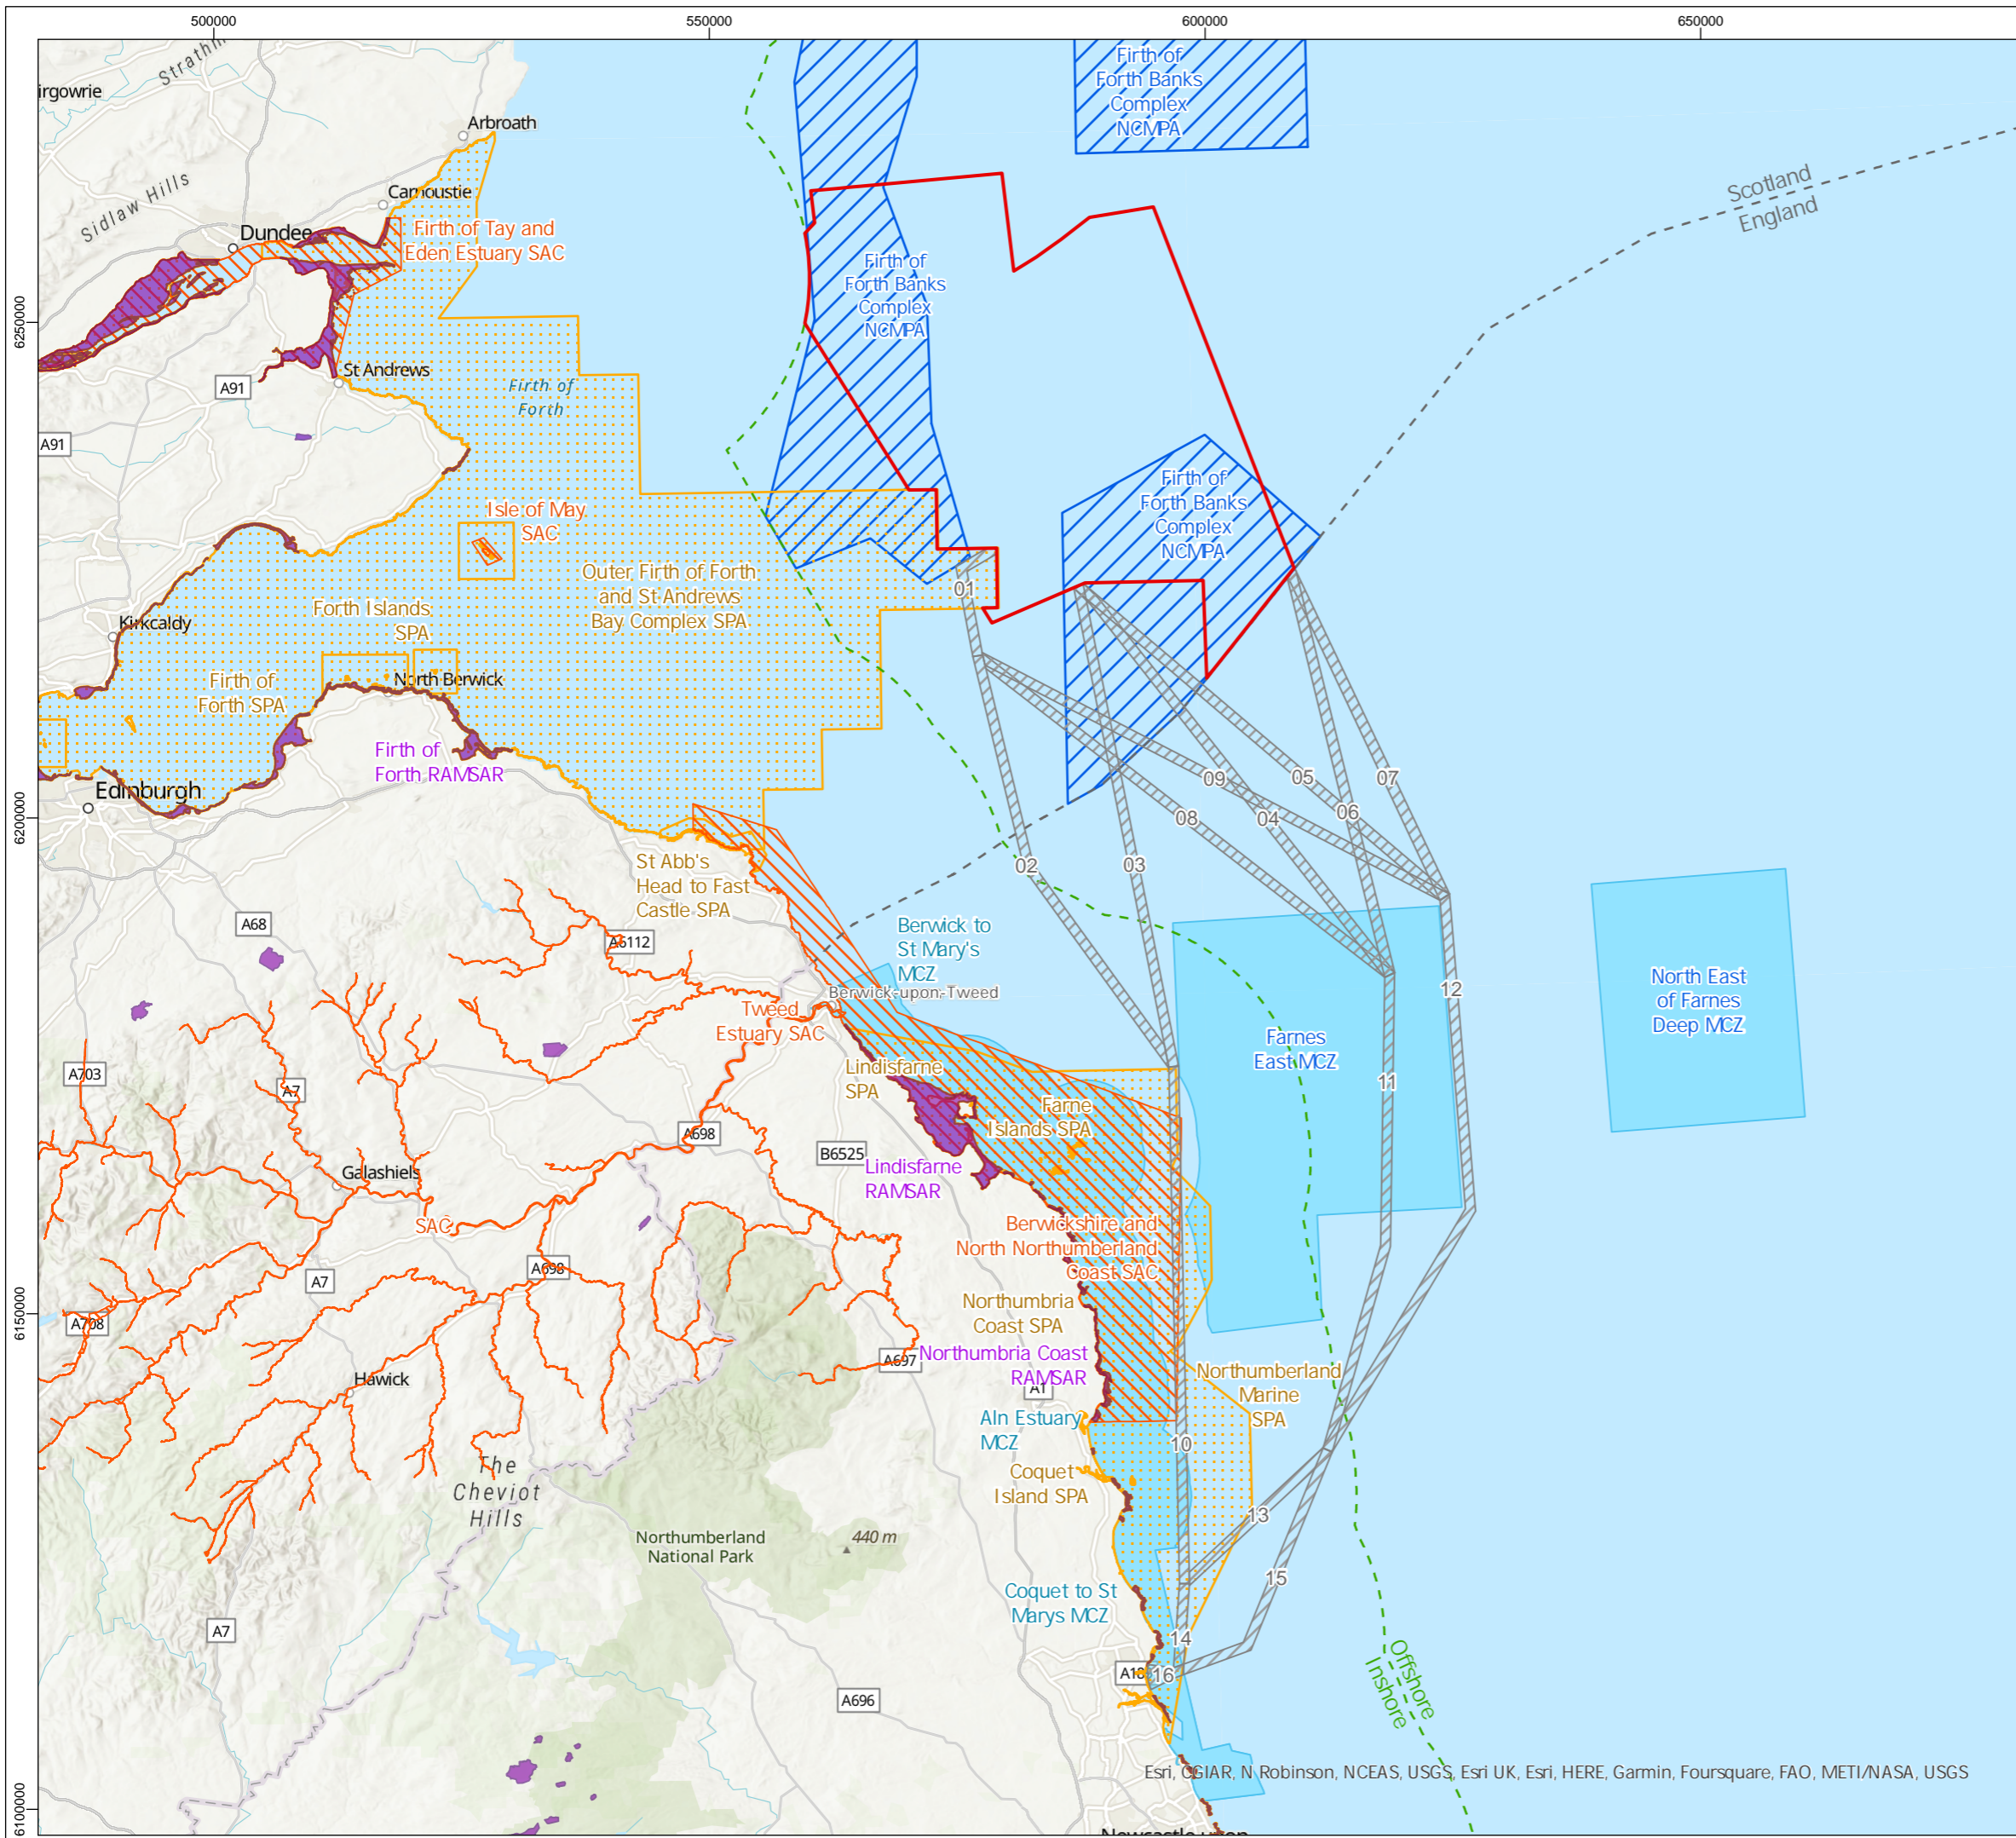 500000
550000
600000
650000
6250000
6200000
6150000
6100000
Strathm
irgowrie
Arbroath
Sidlaw Hills
Carnoustie
Dundee
Firth of Tay and
Eden Estuary SAC
Firth of
Forth Banks
Complex
NCMPA
Firth of
Forth Banks
Complex
NCMPA
Scotland
England
St Andrews
A91
A91
Firth of
Forth
Firth of
Forth Banks
Complex
NCMPA
Isle of May
SAC
Outer Firth of Forth
and St Andrews
Bay Complex SPA
Forth Islands
SPA
Kirkcaldy
North Berwick
Firth of
Forth SPA
Firth of
Forth RAMSAR
Edinburgh
01
02
03
04
05
06
07
08
09
St Abb's
Head to Fast
Castle SPA
A68
A6112
Berwick to
St Mary's
MCZ
Berwick-upon-Tweed
Tweed
Estuary SAC
Lindisfarne
SPA
Farnes
East MCZ
North East
of Farnes
Deep MCZ
12
11
A703
A7
Farne
Islands SPA
A698
B6525
Lindisfarne
RAMSAR
Galashiels
SAC
Berwickshire and
North Northumberland
Coast SAC
A7
A698
A708
Northumbria
Coast SPA
Northumbria Coast
RAMSAR
A697
A1
Hawick
Northumberland
Marine
SPA
Aln Estuary
MCZ
10
Coquet
Island SPA
The
Cheviot
Hills
13
Northumberland
National Park
440 m
15
Coquet to St
Marys MCZ
A7
14
16
A18
A696
Offshore
Inshore
Esri, CGIAR, N Robinson, NCEAS, USGS, Esri UK, Esri, HERE, Garmin, Foursquare, FAO, METI/NASA, USGS